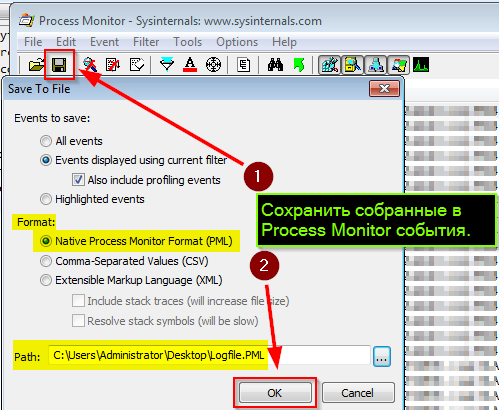 Process Monitor - Sysinternals: www.sysinternals.com
File Edit Event Filter Tools Options Help
Save To File
Events to save:
All events
Events displayed using current filter
Also include profiling events
Highlighted events
1
Сохранить собранные в
Process Monitor события.
Format:
Native Process Monitor Format (PML)
Comma-Separated Values (CSV)
2
Extensible Markup Language (XML)
Include stack traces (will increase file size)
Resolve stack symbols (will be slow)
Path: C:\Users\Administrator\Desktop\Logfile.PML ...
OK Cancel